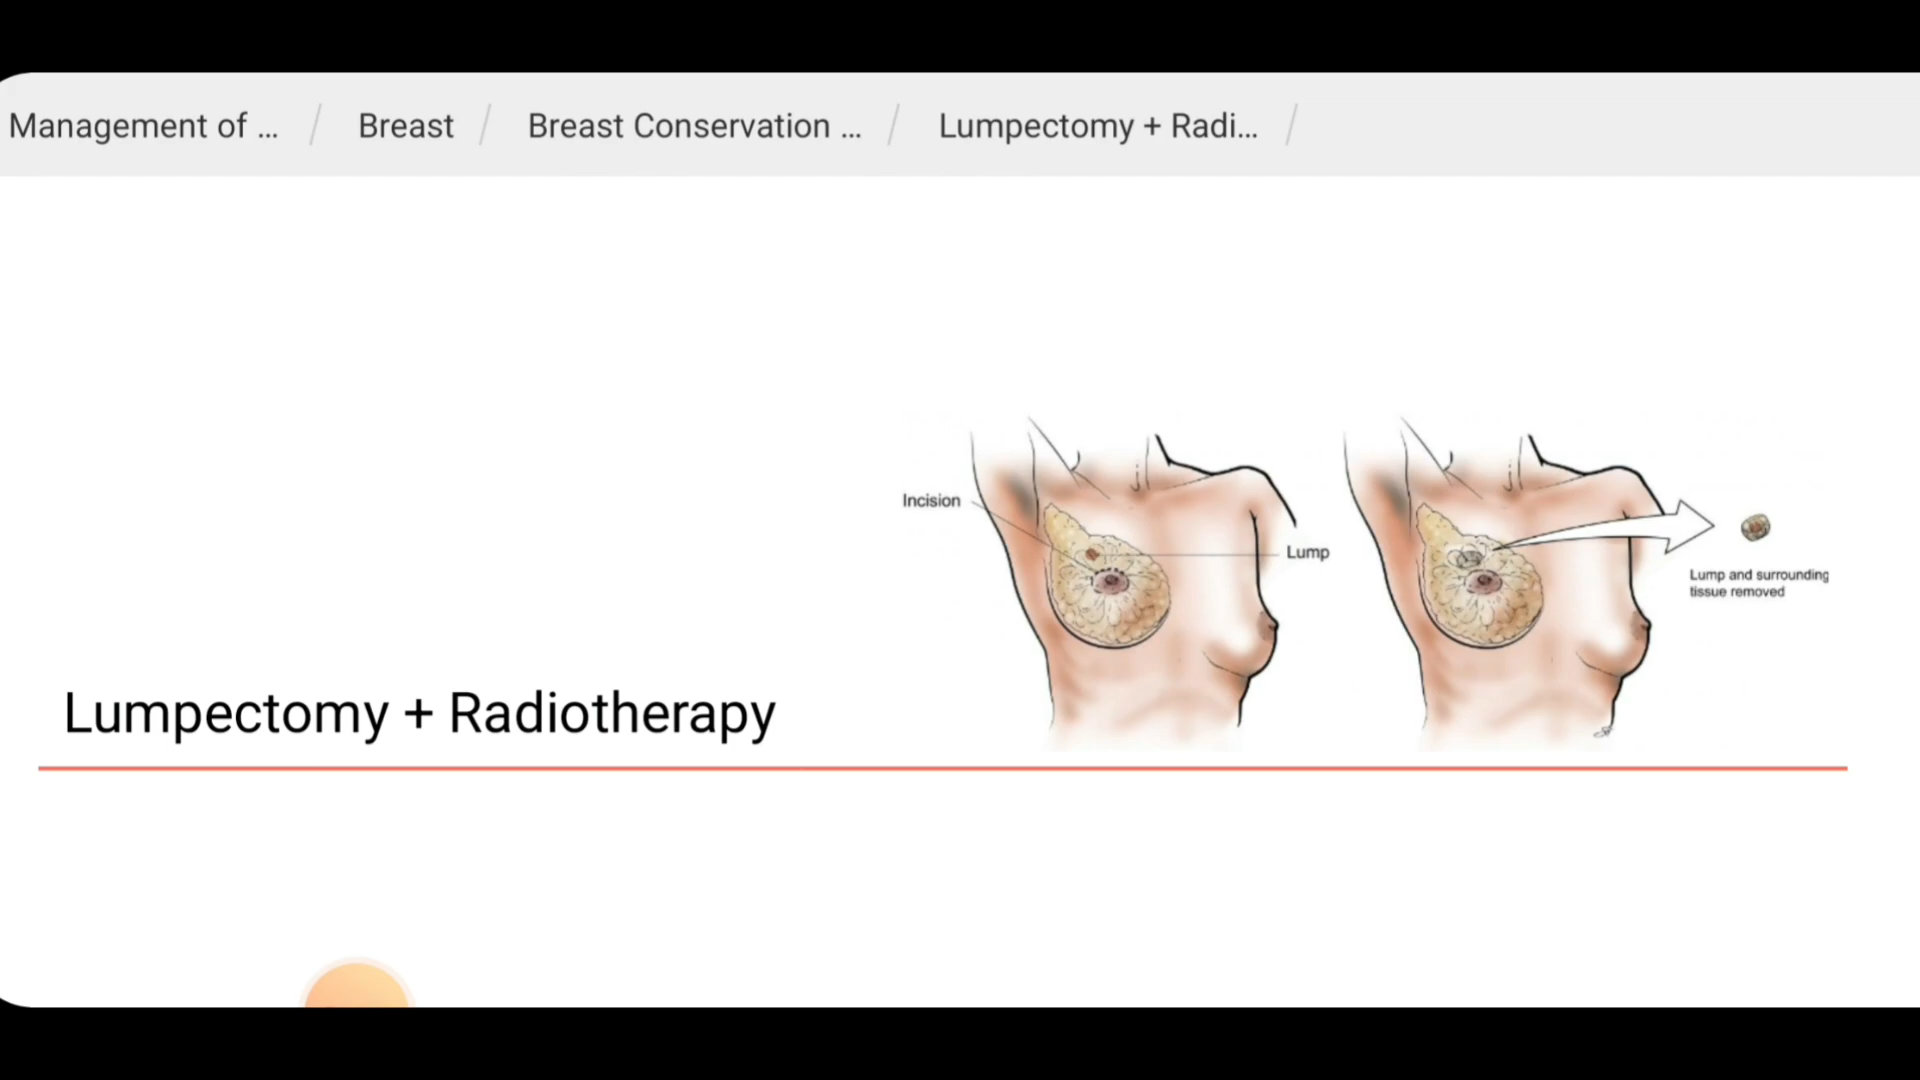 Management of ...
Breast
Breast Conservation ...
Lumpectomy + Radi...
Incision
Lump
Lump and surrounding
tissue removed
Lumpectomy + Radiotherapy